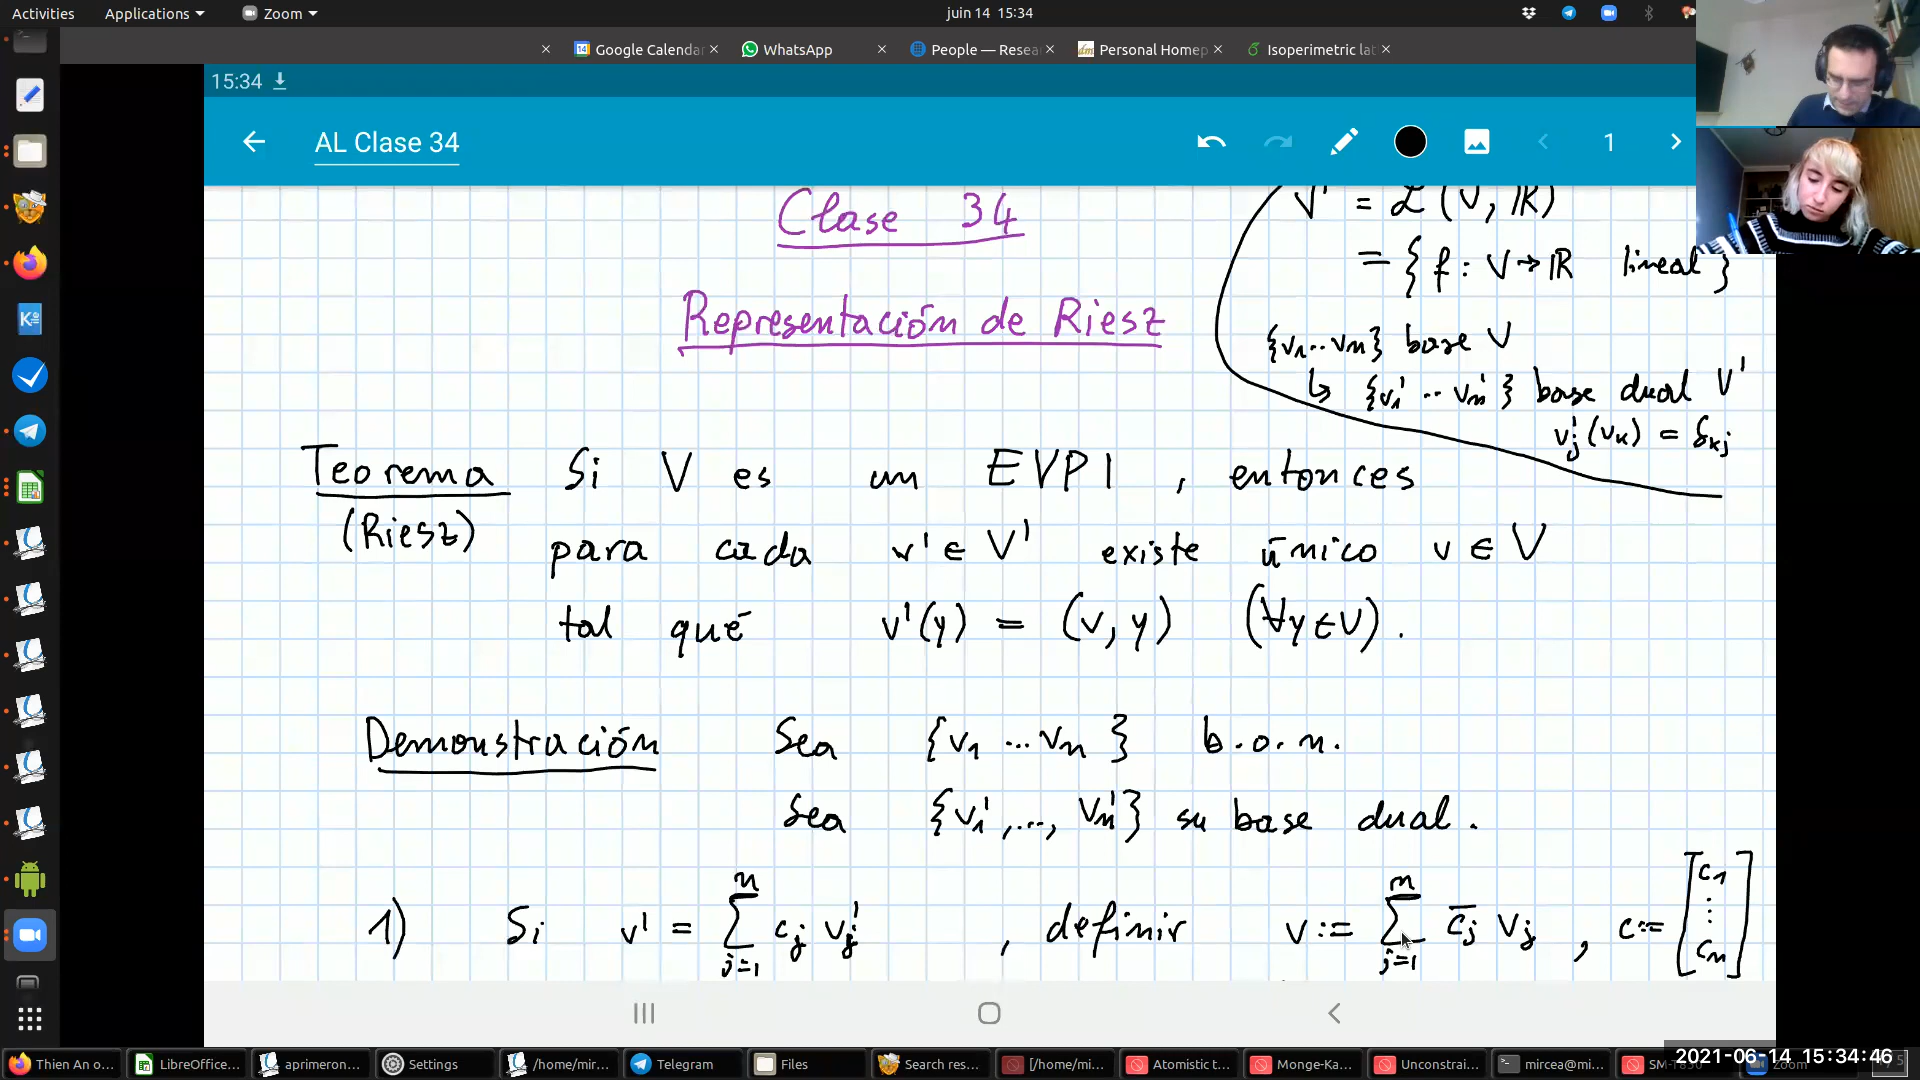 Activities Applications Zoom juin 14 15:34
Google Calenda WhatsApp People — Resea Personal Homep Isoperimetric lat
15:34
AL Clase 34 1
Clase 34
Representación de Riesz
V' = ℒ(V, ℝ)
= {f : V → ℝ lineal}
{v₁ .. vₙ} base V
↳ {v₁' .. vₙ'} base dual V'
vⱼ'(vₖ) = δₖⱼ
Teorema Si V es un EVPI, entonces
(Riesz) para cada v' ∈ V' existe único v ∈ V
tal qué v'(y) = (v, y) (∀y ∈ V).
Demonstración Sea {v₁ ... vₙ} b.o.n.
Sea {v₁', ..., vₙ'} su base dual.
1) Si v' = ∑ⱼ₌₁ⁿ cⱼ vⱼ' , definir v := ∑ⱼ₌₁ⁿ c̅ⱼ vⱼ , c := [c₁ ⋮ cₙ]
Thien An o... LibreOffice... aprimeron... Settings /home/mir... Telegram Files Search res... [/home/mi... Atomistic t... Monge-Ka... Unconstrai... mircea@mi...
2021-06-14 15:34:46